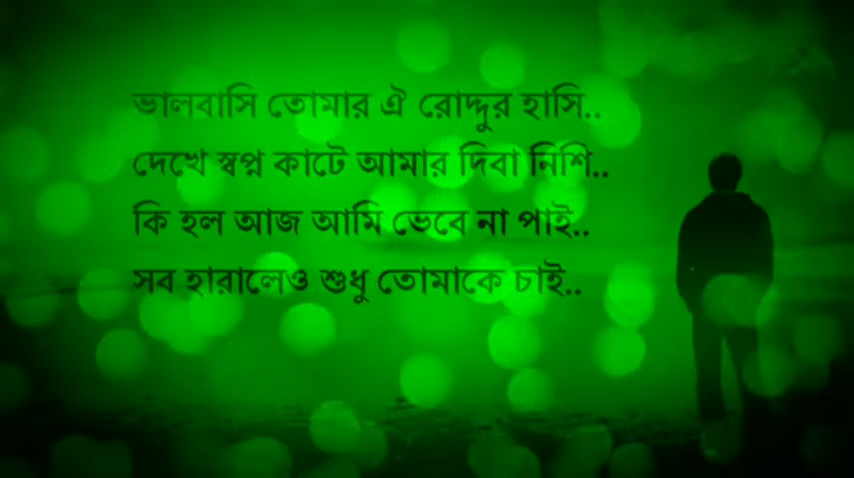 ভালবাসি তোমার ঐ রোদ্দুর হাসি..
দেখে স্বপ্ন কাটে আমার দিবা নিশি..
কি হল আজ আমি ভেবে না পাই..
সব হারালেও শুধু তোমাকে চাই..